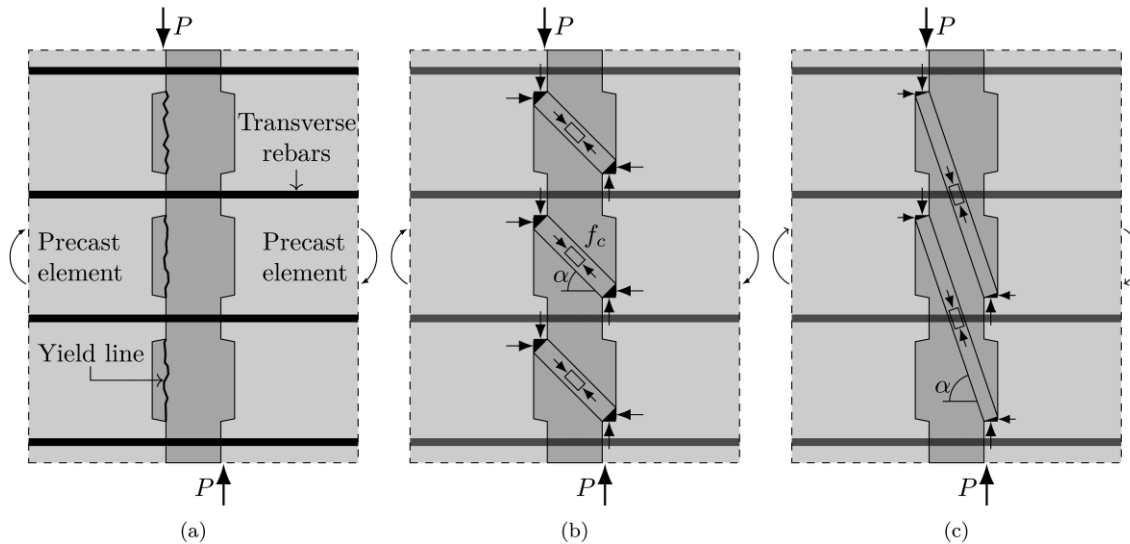 P
Transverse
rebars
Precast
element
Precast
element
Yield line
P
(a)
P
f_c
α
P
(b)
P
α
P
(c)